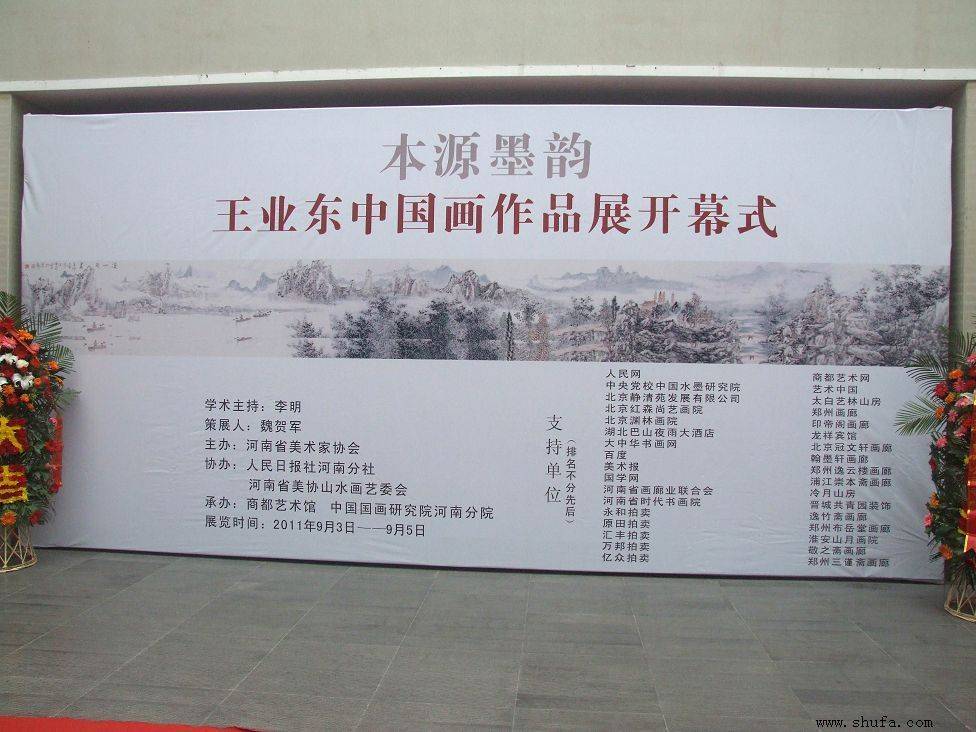 本源墨韵
王业东中国画作品展开幕式
学术主持：李明
策展人：魏贺军
主办：河南省美术家协会
协办：人民日报社河南分社
河南省美协山水画艺委会
承办：商都艺术馆 中国国画研究院河南分院
展览时间：2011年9月3日——9月5日
支持单位
（排名不分先后）
人民网
中央党校中国水墨研究院
北京静清苑发展有限公司
北京红森尚艺画院
北京渊林画院
湖北巴山夜雨大酒店
大中华书画网
百度
美术报
国学网
河南省画廊业联合会
河南省时代书画院
永和拍卖
原田拍卖
汇丰拍卖
万邦拍卖
亿众拍卖
商都艺术网
艺术中国
太白艺林山房
郑州画廊
印帝阁画廊
龙祥宾馆
北京冠文轩画廊
翰墨轩画廊
郑州逸云楼画廊
浦江崇本斋画廊
冷月山房
晋城共青园装饰
逸竹斋画廊
郑州布岳堂画廊
淮安山月画院
敬之斋画廊
郑州三谨斋画廊
www.shufa.com